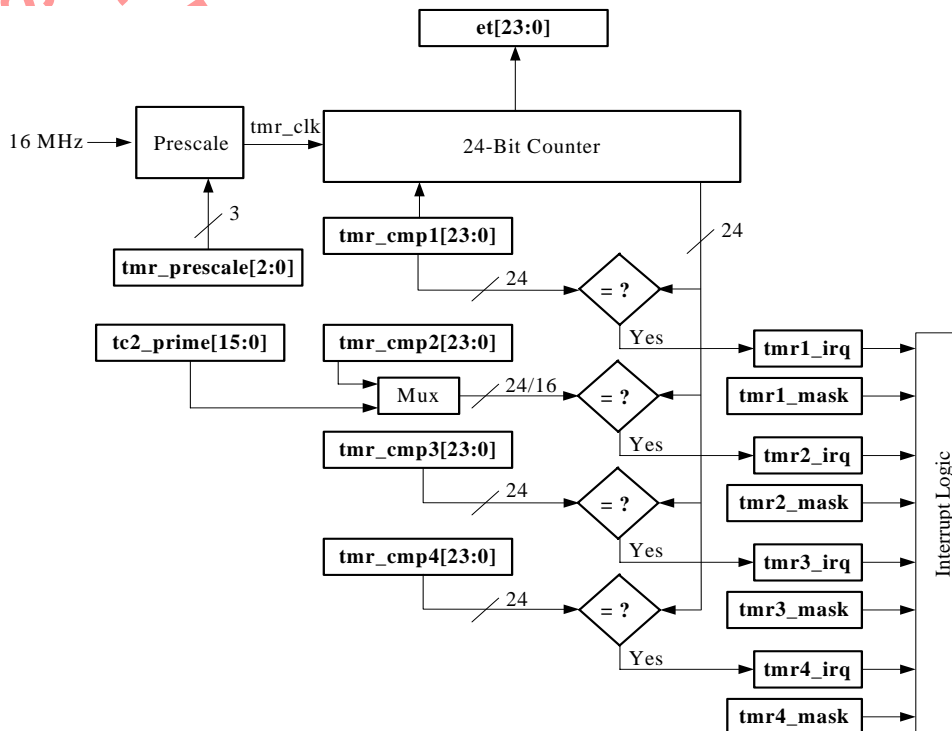 et[23:0]
16 MHz
Prescale
tmr_clk
24-Bit Counter
3
tmr_prescale[2:0]
tmr_cmp1[23:0]
24
24
= ?
Yes
tc2_prime[15:0]
tmr_cmp2[23:0]
Mux
24/16
= ?
Yes
tmr_cmp3[23:0]
24
= ?
Yes
tmr_cmp4[23:0]
24
= ?
Yes
tmr1_irq
tmr1_mask
tmr2_irq
tmr2_mask
tmr3_irq
tmr3_mask
tmr4_irq
tmr4_mask
Interrupt Logic